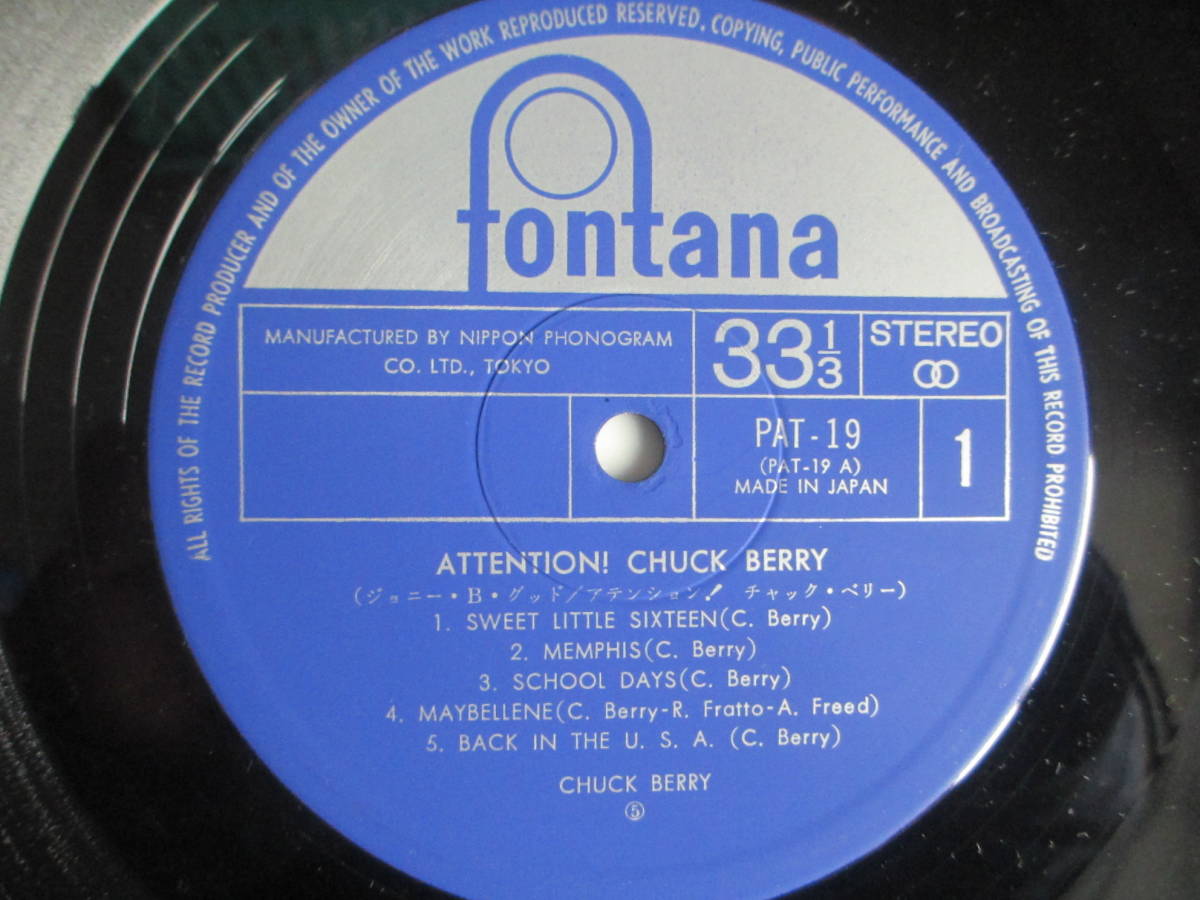 ALL RIGHTS OF THE RECORD PRODUCER AND OF THE OWNER OF THE WORK REPRODUCED RESERVED. COPYING, PUBLIC PERFORMANCE AND BROADCASTING OF THIS RECORD PROHIBITED
fontana
MANUFACTURED BY NIPPON PHONOGRAM
CO. LTD., TOKYO
33 1/3
STEREO
PAT-19
(PAT-19 A)
MADE IN JAPAN
1
ATTENTION! CHUCK BERRY
(ジョニー・B・グッド/アテンション! チャック・ベリー)
1. SWEET LITTLE SIXTEEN(C. Berry)
2. MEMPHIS(C. Berry)
3. SCHOOL DAYS(C. Berry)
4. MAYBELLENE(C. Berry-R. Fratto-A. Freed)
5. BACK IN THE U. S. A. (C. Berry)
CHUCK BERRY
⑤